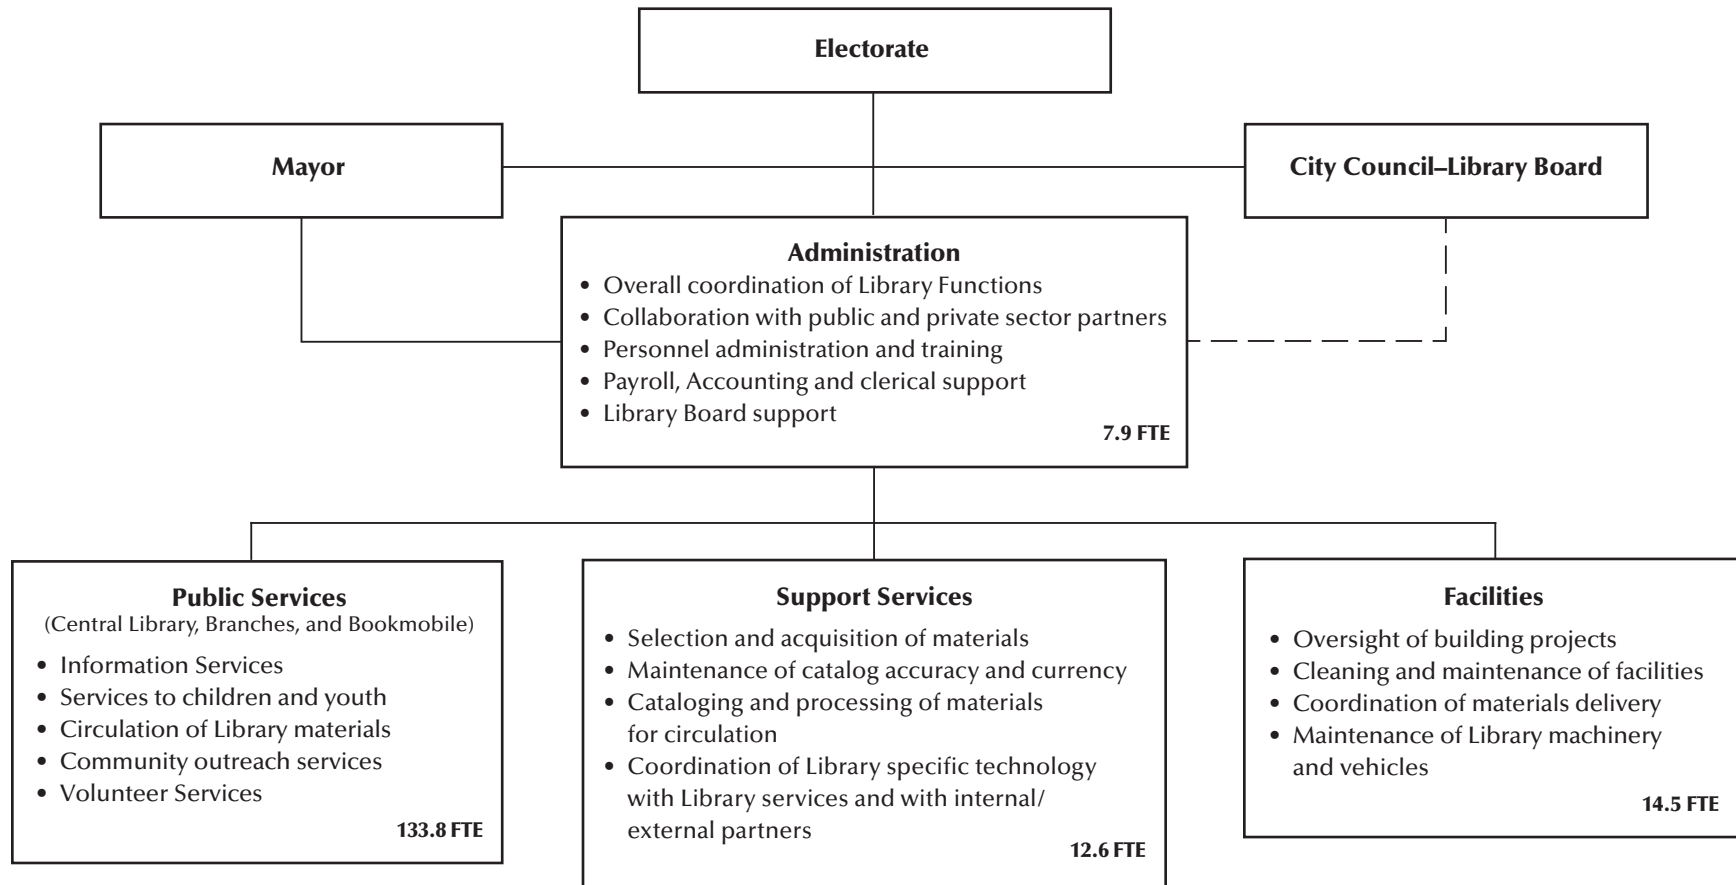 Electorate
Mayor
City Council–Library Board
Administration
• Overall coordination of Library Functions
• Collaboration with public and private sector partners
• Personnel administration and training
• Payroll, Accounting and clerical support
• Library Board support
7.9 FTE
Public Services
(Central Library, Branches, and Bookmobile)
• Information Services
• Services to children and youth
• Circulation of Library materials
• Community outreach services
• Volunteer Services
133.8 FTE
Support Services
• Selection and acquisition of materials
• Maintenance of catalog accuracy and currency
• Cataloging and processing of materials
for circulation
• Coordination of Library specific technology
with Library services and with internal/
external partners
12.6 FTE
Facilities
• Oversight of building projects
• Cleaning and maintenance of facilities
• Coordination of materials delivery
• Maintenance of Library machinery
and vehicles
14.5 FTE